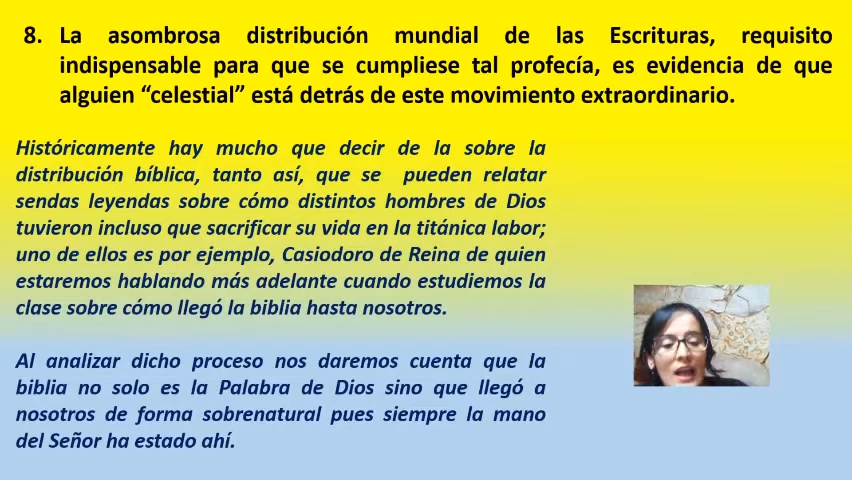 8. La asombrosa distribución mundial de las Escrituras, requisito
indispensable para que se cumpliese tal profecía, es evidencia de que
alguien “celestial” está detrás de este movimiento extraordinario.
Históricamente hay mucho que decir de la sobre la
distribución bíblica, tanto así, que se pueden relatar
sendas leyendas sobre cómo distintos hombres de Dios
tuvieron incluso que sacrificar su vida en la titánica labor;
uno de ellos es por ejemplo, Casiodoro de Reina de quien
estaremos hablando más adelante cuando estudiemos la
clase sobre cómo llegó la biblia hasta nosotros.
Al analizar dicho proceso nos daremos cuenta que la
biblia no solo es la Palabra de Dios sino que llegó a
nosotros de forma sobrenatural pues siempre la mano
del Señor ha estado ahí.